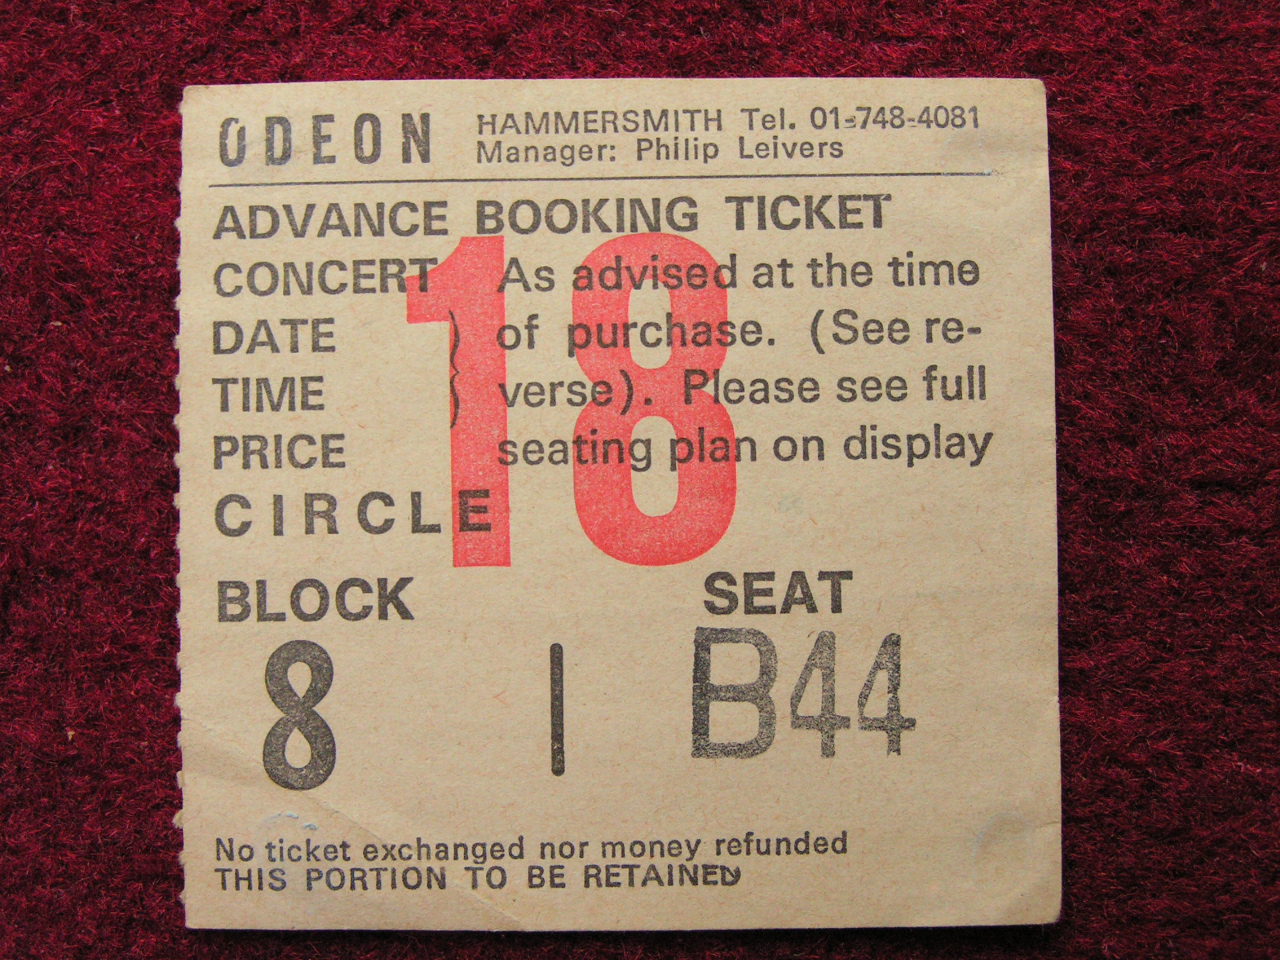 ODEON HAMMERSMITH Tel. 01-748-4081
Manager: Philip Leivers
ADVANCE BOOKING TICKET
CONCERT As advised at the time
DATE ) of purchase. (See re-
TIME ) verse). Please see full
PRICE seating plan on display
18
CIRCLE
BLOCK SEAT
8 | B44
No ticket exchanged nor money refunded
THIS PORTION TO BE RETAINED